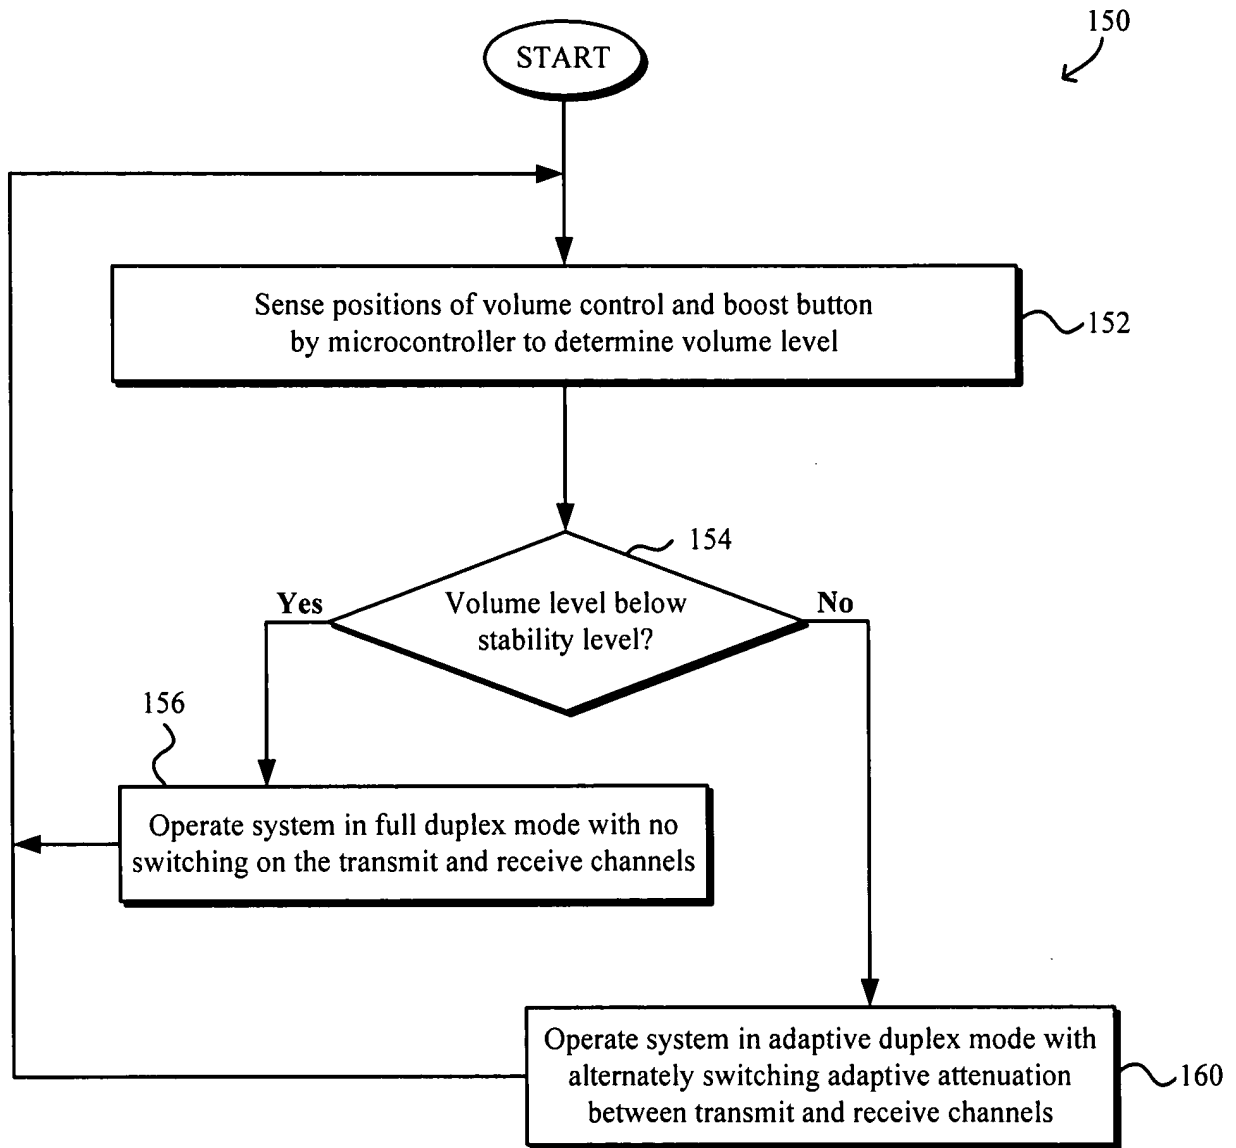 150
START
Sense positions of volume control and boost button
by microcontroller to determine volume level
152
154
Yes
Volume level below
stability level?
No
156
Operate system in full duplex mode with no
switching on the transmit and receive channels
Operate system in adaptive duplex mode with
alternately switching adaptive attenuation
between transmit and receive channels
160